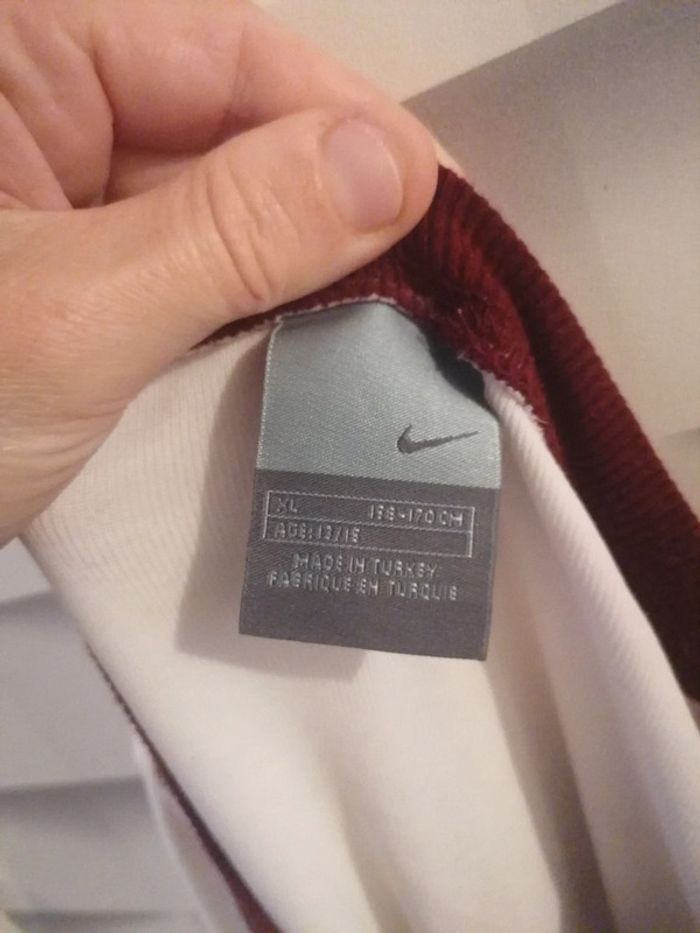 XL 158-170 CM
AGE: 13/15
MADE IN TURKEY
FABRIQUE EN TURQUIE